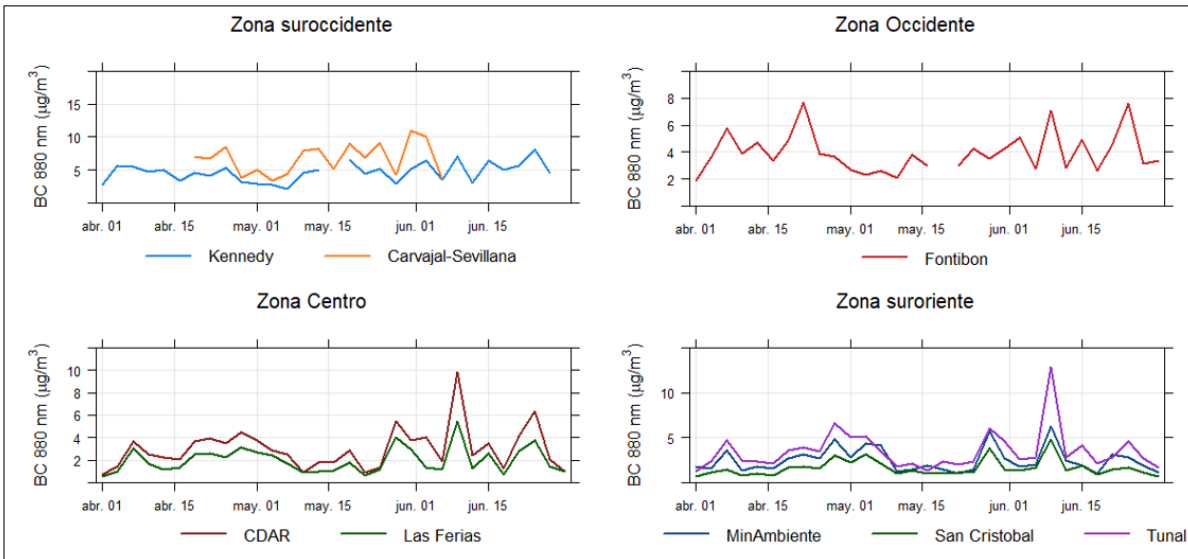 Zona suroccidente
BC 880 nm (μg/m³)
15
10
5
abr. 01 abr. 15 may. 01 may. 15 jun. 01 jun. 15
Kennedy Carvajal-Sevillana
Zona Occidente
BC 880 nm (μg/m³)
8
6
4
2
abr. 01 abr. 15 may. 01 may. 15 jun. 01 jun. 15
Fontibon
Zona Centro
BC 880 nm (μg/m³)
10
8
6
4
2
abr. 01 abr. 15 may. 01 may. 15 jun. 01 jun. 15
CDAR Las Ferias
Zona suroriente
BC 880 nm (μg/m³)
10
5
abr. 01 abr. 15 may. 01 may. 15 jun. 01 jun. 15
MinAmbiente San Cristobal Tunal